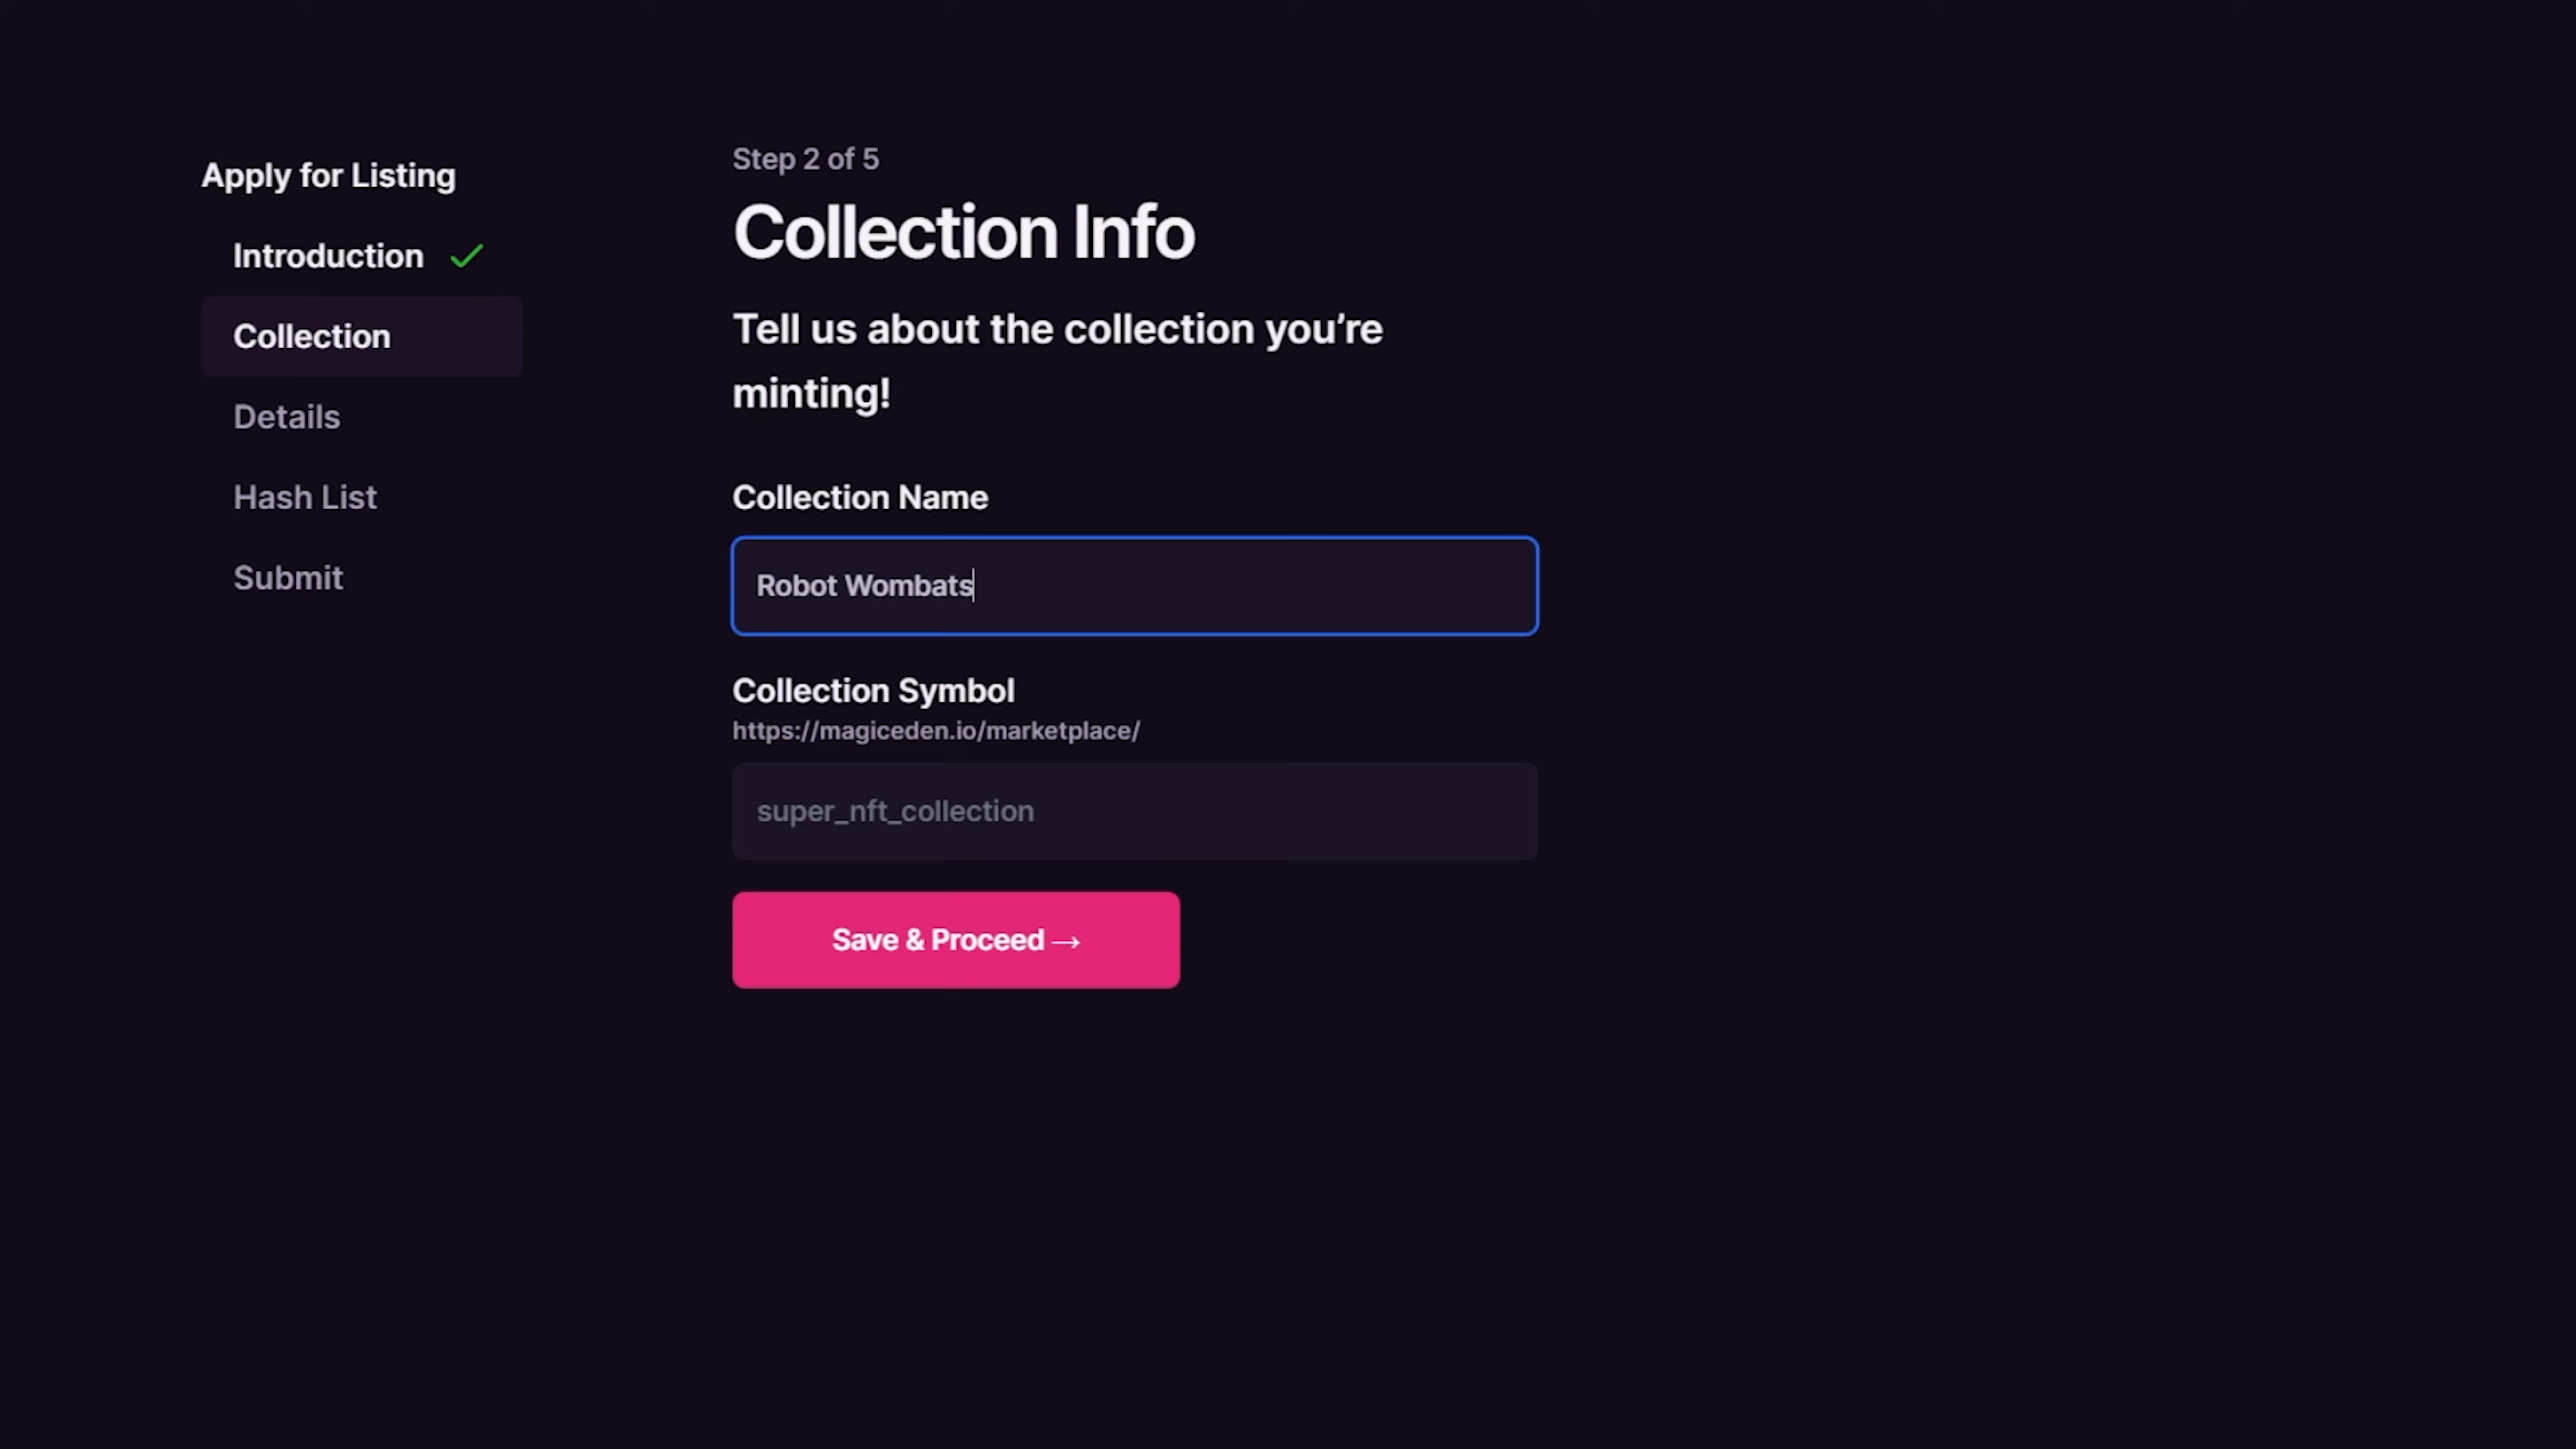 Apply for Listing
Introduction
Collection
Details
Hash List
Submit
Step 2 of 5
Collection Info
Tell us about the collection you’re
minting!
Collection Name
Robot Wombats
Collection Symbol
https://magiceden.io/marketplace/
super_nft_collection
Save & Proceed →